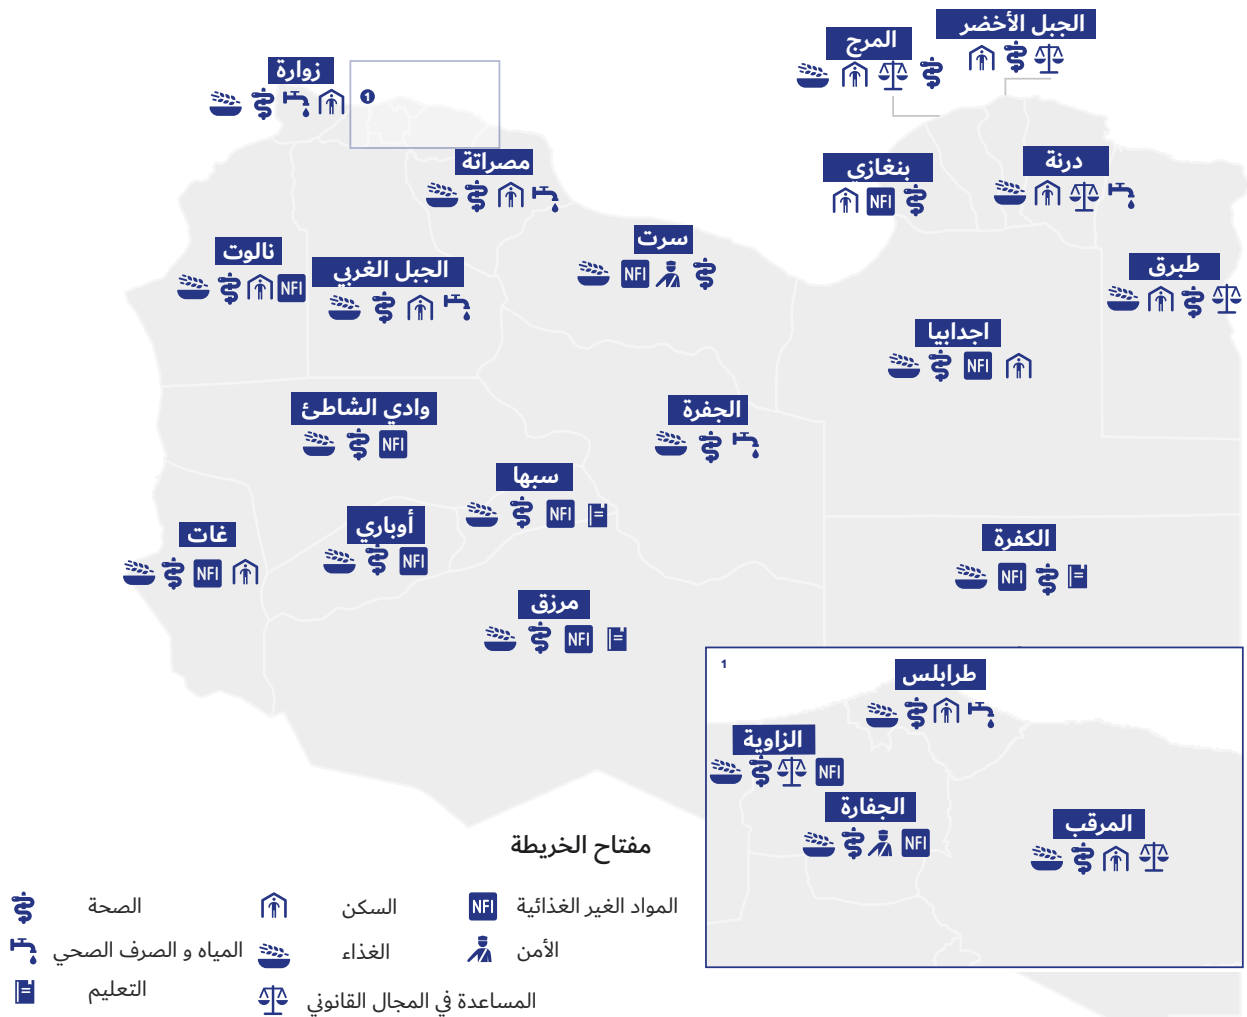 الجبل الأخضر
المرج
زوارة
1
مصراتة
بنغازي
درنة
نالوت
الجبل الغربي
سرت
طبرق
NFI
NFI
NFI
اجدابيا
NFI
وادي الشاطئ
NFI
الجفرة
سبها
NFI
غات
NFI
أوباري
NFI
الكفرة
NFI
مرزق
NFI
1
طرابلس
الزاوية
NFI
الجفارة
NFI
المرقب
مفتاح الخريطة
الصحة
السكن
NFI المواد الغير الغذائية
المياه و الصرف الصحي
الغذاء
الأمن
التعليم
المساعدة في المجال القانوني